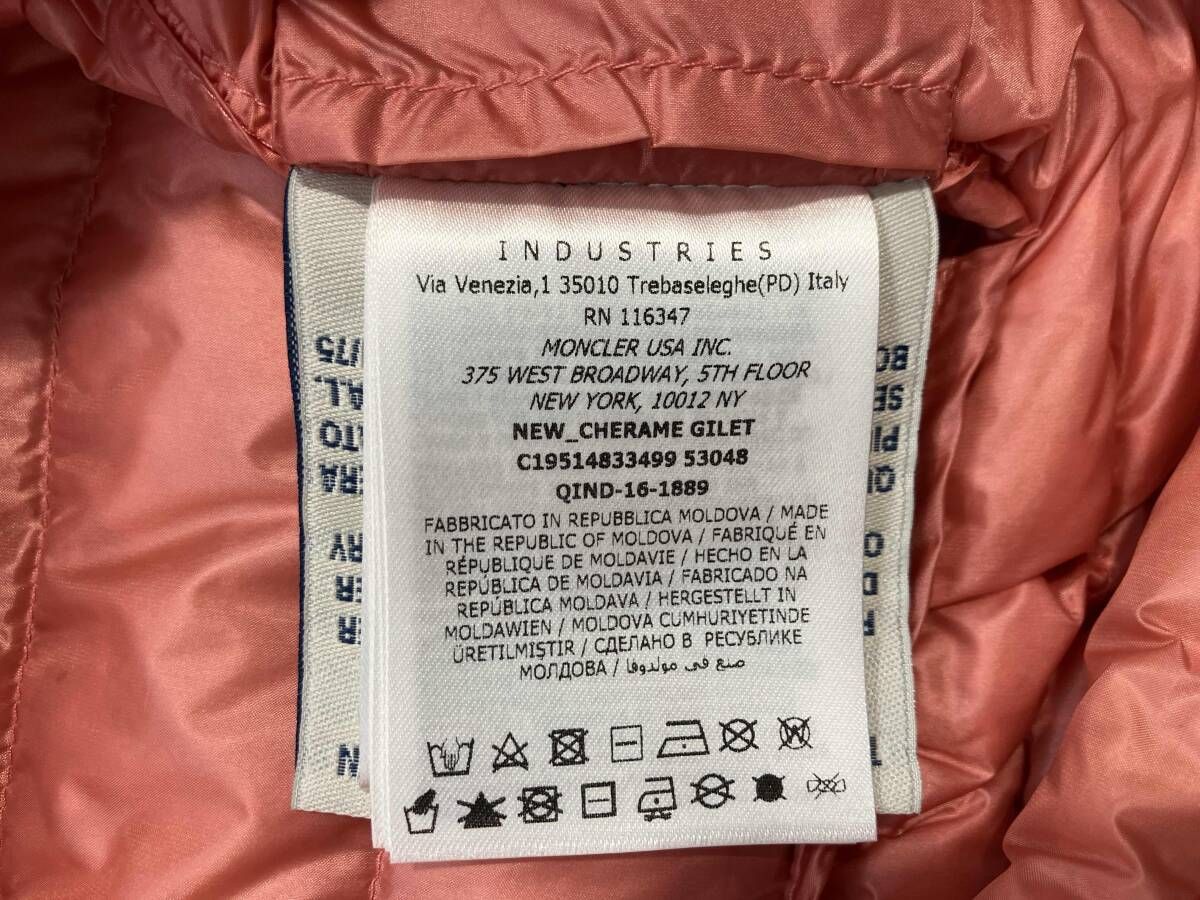 INDUSTRIES
Via Venezia,1 35010 Trebaseleghe(PD) Italy
RN 116347
MONCLER USA INC.
375 WEST BROADWAY, 5TH FLOOR
NEW YORK, 10012 NY
NEW_CHERAME GILET
C19514833499 53048
QIND-16-1889
FABBRICATO IN REPUBBLICA MOLDOVA / MADE
IN THE REPUBLIC OF MOLDOVA / FABRIQUÉ EN
RÉPUBLIQUE DE MOLDAVIE / HECHO EN LA
REPÚBLICA DE MOLDAVIA / FABRICADO NA
REPÚBLICA MOLDAVA / HERGESTELLT IN
MOLDAWIEN / MOLDOVA CUMHURIYETINDE
ÜRETILMIŞTIR / СДЕЛАНО В РЕСУБЛИКЕ
МОЛДОВА / صنع في مولدوفا